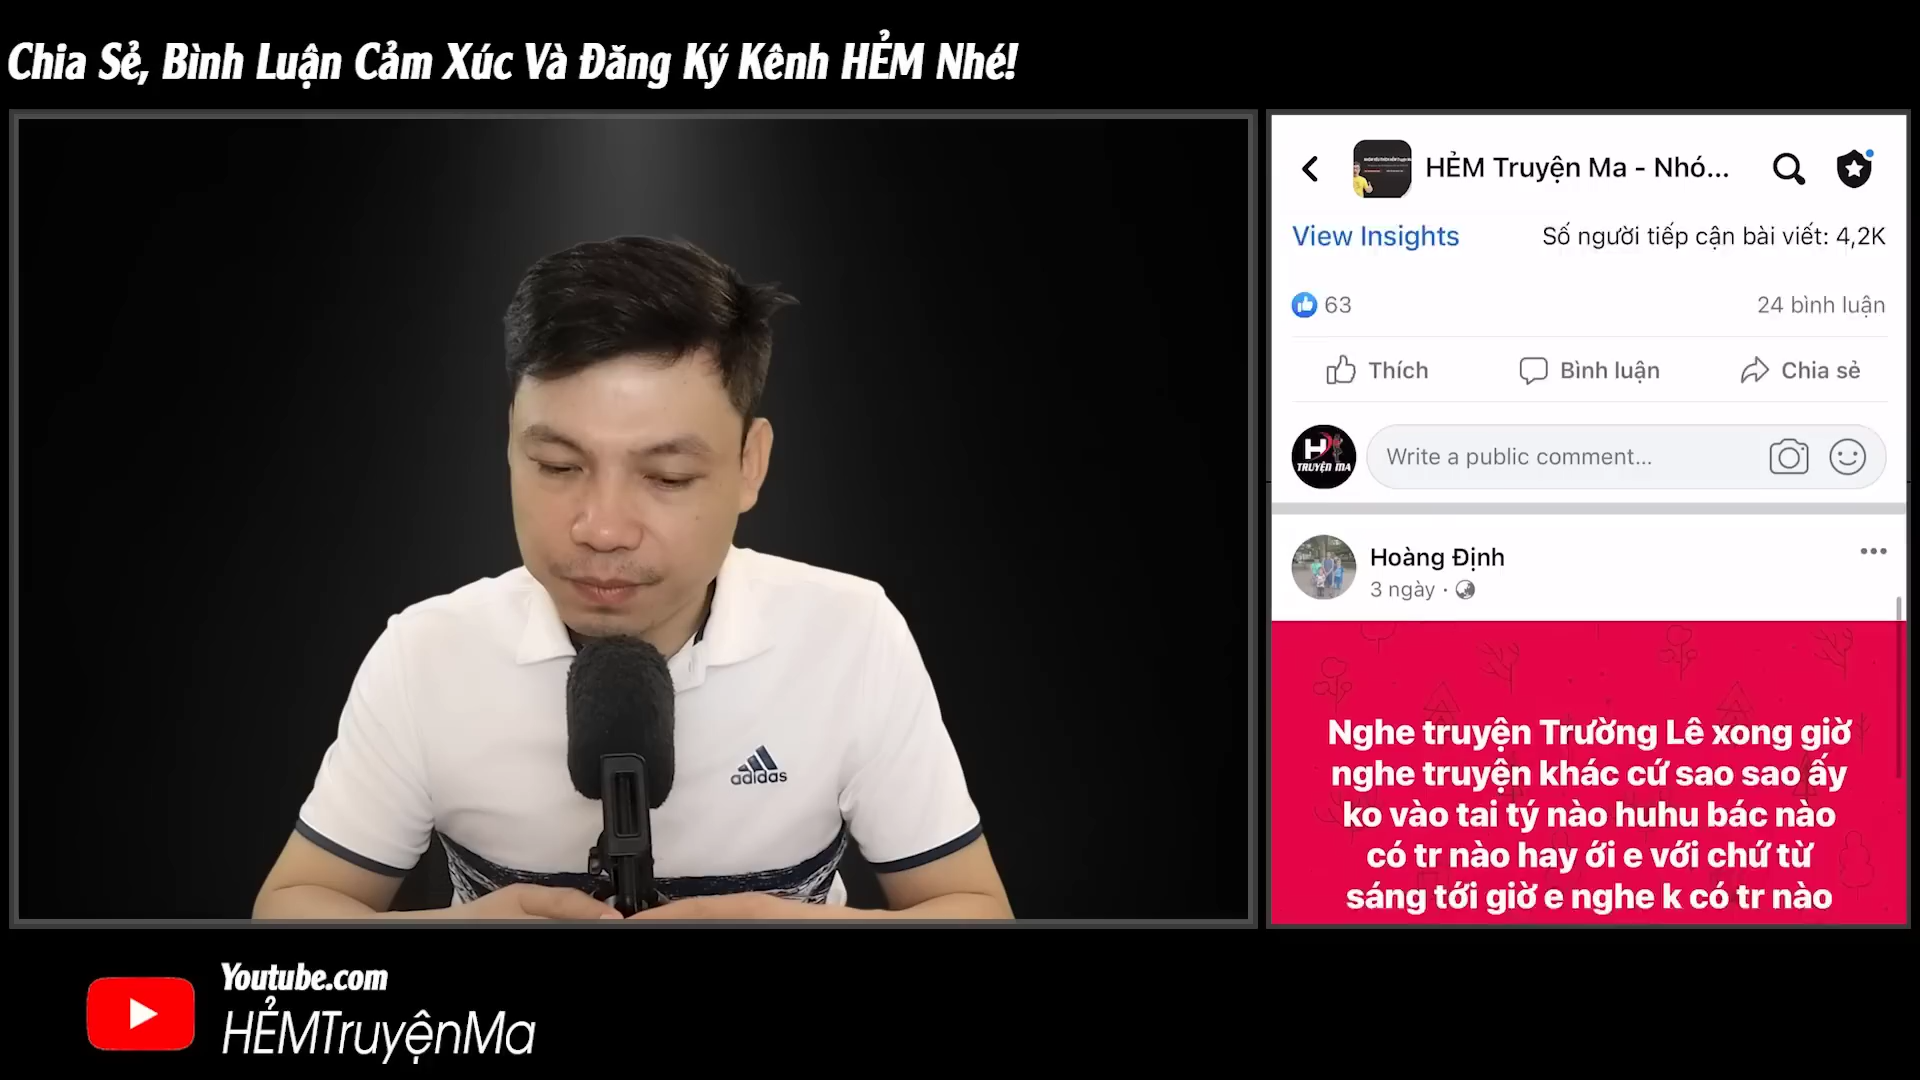 Chia Sẻ, Bình Luận Cảm Xúc Và Đăng Ký Kênh HẺM Nhé!
HẺM Truyện Ma - Nhó...
View Insights
Số người tiếp cận bài viết: 4,2K
63
24 bình luận
Thích
Bình luận
Chia sẻ
H
TRUYỆN MA
Write a public comment...
Hoàng Định
3 ngày ·
Nghe truyện Trường Lê xong giờ
nghe truyện khác cứ sao sao ấy
ko vào tai tý nào huhu bác nào
có tr nào hay ới e với chứ từ
sáng tới giờ e nghe k có tr nào
adidas
Youtube.com
HẺMTruyệnMa